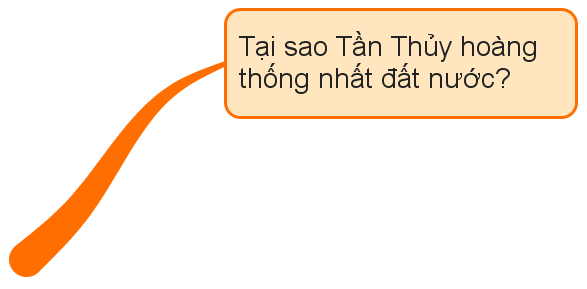 Tại sao Tần Thủy hoàng
thống nhất đất nước?